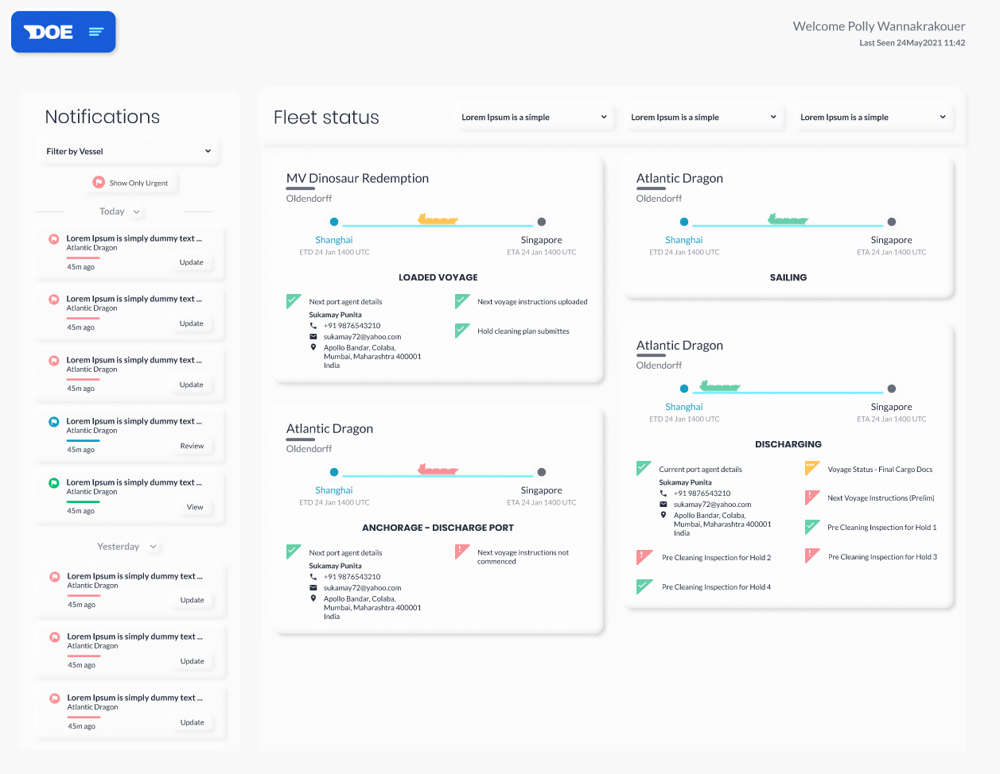 DOE
Welcome Polly Wannakrakouer
Last Seen 24May2021 11:42
Notifications
Filter by Vessel
Show Only Urgent
Today
Lorem Ipsum is simply dummy text ...
Atlantic Dragon
45m ago
Update
Lorem Ipsum is simply dummy text ...
Atlantic Dragon
45m ago
Update
Lorem Ipsum is simply dummy text ...
Atlantic Dragon
45m ago
Update
Lorem Ipsum is simply dummy text ...
Atlantic Dragon
45m ago
Review
Lorem Ipsum is simply dummy text ...
Atlantic Dragon
45m ago
View
Yesterday
Lorem Ipsum is simply dummy text ...
Atlantic Dragon
45m ago
Update
Lorem Ipsum is simply dummy text ...
Atlantic Dragon
45m ago
Update
Lorem Ipsum is simply dummy text ...
Atlantic Dragon
45m ago
Update
Fleet status
Lorem Ipsum is a simple
Lorem Ipsum is a simple
Lorem Ipsum is a simple
MV Dinosaur Redemption
Oldendorff
Shanghai
ETD 24 Jan 1400 UTC
Singapore
ETA 24 Jan 1400 UTC
LOADED VOYAGE
Next port agent details
Sukamay Punita
+91 9876543210
sukamay72@yahoo.com
Apollo Bandar, Colaba,
Mumbai, Maharashtra 400001
India
Next voyage instructions uploaded
Hold cleaning plan submittes
Atlantic Dragon
Oldendorff
Shanghai
ETD 24 Jan 1400 UTC
Singapore
ETA 24 Jan 1400 UTC
ANCHORAGE - DISCHARGE PORT
Next port agent details
Sukamay Punita
+91 9876543210
sukamay72@yahoo.com
Apollo Bandar, Colaba,
Mumbai, Maharashtra 400001
India
Next voyage instructions not
commenced
Atlantic Dragon
Oldendorff
Shanghai
ETD 24 Jan 1400 UTC
Singapore
ETA 24 Jan 1400 UTC
SAILING
Atlantic Dragon
Oldendorff
Shanghai
ETD 24 Jan 1400 UTC
Singapore
ETA 24 Jan 1400 UTC
DISCHARGING
Current port agent details
Sukamay Punita
+91 9876543210
sukamay72@yahoo.com
Apollo Bandar, Colaba,
Mumbai, Maharashtra 400001
India
Pre Cleaning Inspection for Hold 2
Pre Cleaning Inspection for Hold 4
Voyage Status - Final Cargo Docs
Next Voyage Instructions (Prelim)
Pre Cleaning Inspection for Hold 1
Pre Cleaning Inspection for Hold 3